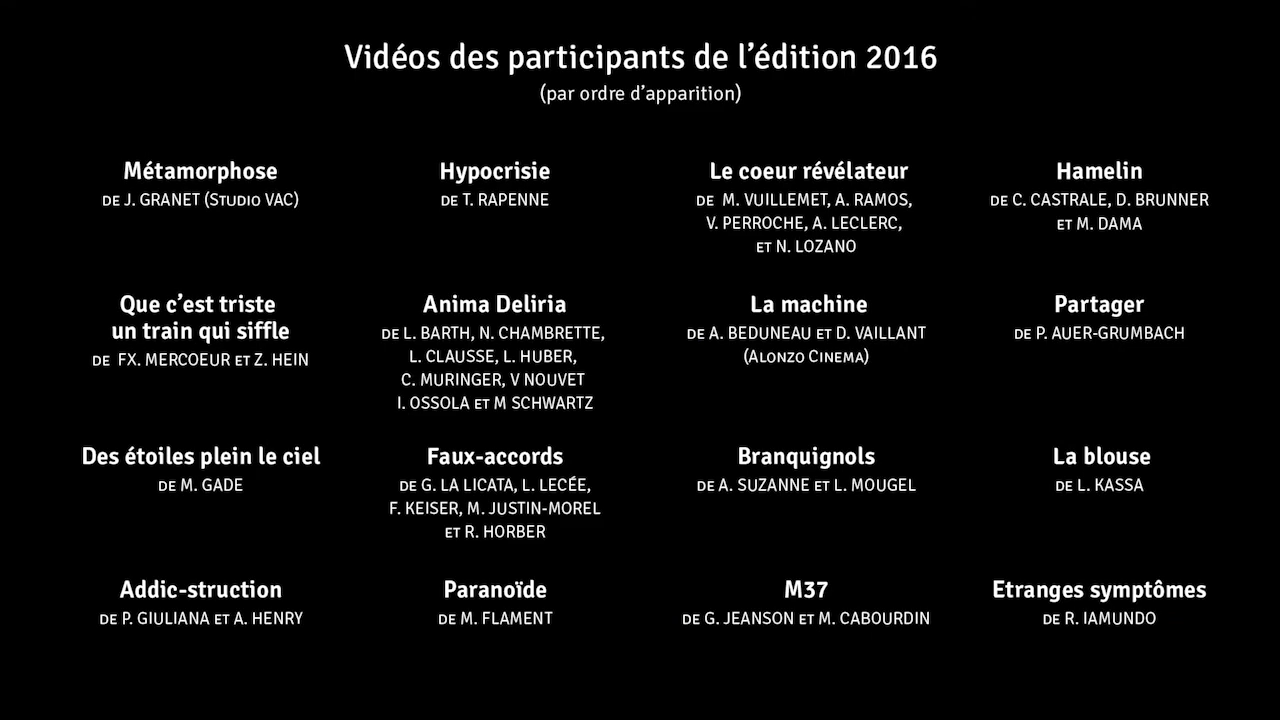 Vidéos des participants de l’édition 2016
(par ordre d’apparition)
Métamorphose
DE J. GRANET (STUDIO VAC)
Hypocrisie
DE T. RAPENNE
Le coeur révélateur
DE M. VUILLEMET, A. RAMOS,
V. PERROCHE, A. LECLERC,
ET N. LOZANO
Hamelin
DE C. CASTRALE, D. BRUNNER
ET M. DAMA
Que c’est triste
un train qui siffle
DE FX. MERCOEUR ET Z. HEIN
Anima Deliria
DE L. BARTH, N. CHAMBRETTE,
L. CLAUSSE, L. HUBER,
C. MURINGER, V NOUVET
I. OSSOLA ET M SCHWARTZ
La machine
DE A. BEDUNEAU ET D. VAILLANT
(ALONZO CINEMA)
Partager
DE P. AUER-GRUMBACH
Des étoiles plein le ciel
DE M. GADE
Faux-accords
DE G. LA LICATA, L. LECÉE,
F. KEISER, M. JUSTIN-MOREL
ET R. HORBER
Branquignols
DE A. SUZANNE ET L. MOUGEL
La blouse
DE L. KASSA
Addic-struction
DE P. GIULIANA ET A. HENRY
Paranoïde
DE M. FLAMENT
M37
DE G. JEANSON ET M. CABOURDIN
Etranges symptômes
DE R. IAMUNDO